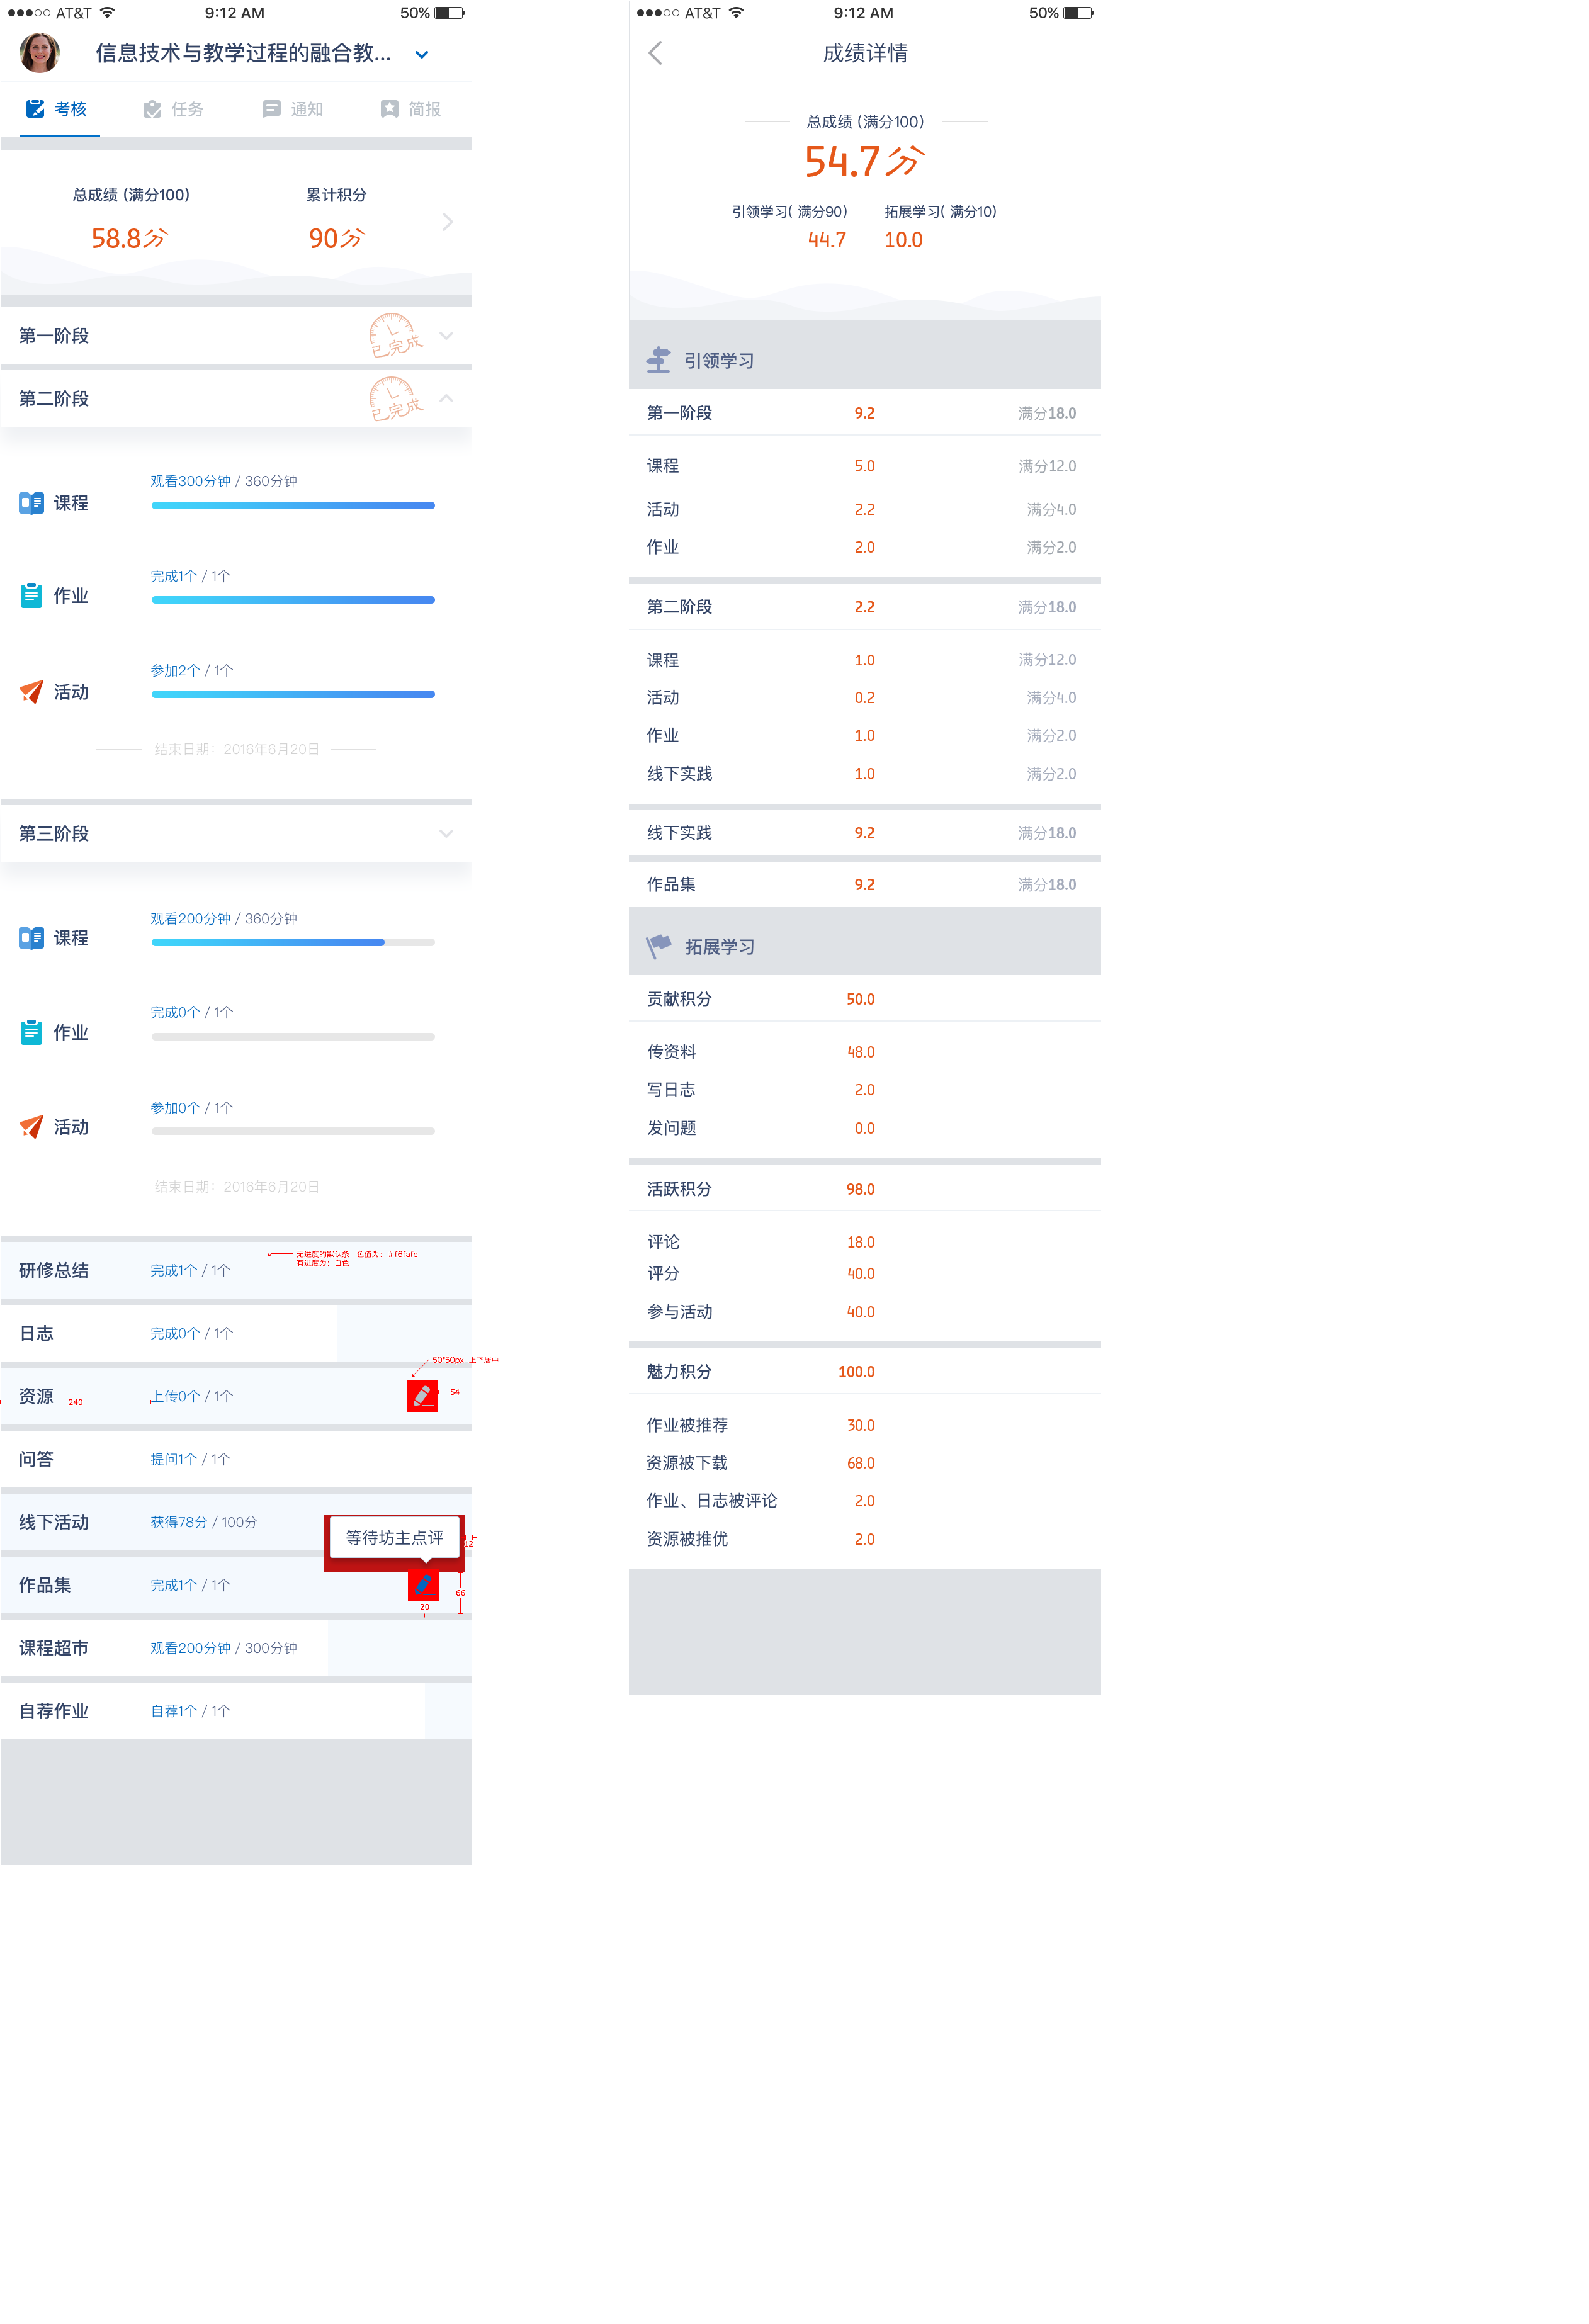 AT&T 9:12 AM 50%
信息技术与教学过程的融合教...
考核 任务 通知 简报
总成绩 (满分100) 累计积分
58.8分 90分
第一阶段 已完成
第二阶段 已完成
观看300分钟 / 360分钟
课程
完成1个 / 1个
作业
参加2个 / 1个
活动
结束日期：2016年6月20日
第三阶段
观看200分钟 / 360分钟
课程
完成0个 / 1个
作业
参加0个 / 1个
活动
结束日期：2016年6月20日
无进度的默认条 色值为：#f6fafe
有进度为：白色
研修总结 完成1个 / 1个
日志 完成0个 / 1个
50*50px 上下居中
资源 上传0个 / 1个 54
240
问答 提问1个 / 1个
线下活动 获得78分 / 100分
等待坊主点评
12
作品集 完成1个 / 1个
66
20
课程超市 观看200分钟 / 300分钟
自荐作业 自荐1个 / 1个
AT&T 9:12 AM 50%
成绩详情
总成绩 (满分100)
54.7分
引领学习( 满分90) 拓展学习( 满分10)
44.7 10.0
引领学习
第一阶段 9.2 满分18.0
课程 5.0 满分12.0
活动 2.2 满分4.0
作业 2.0 满分2.0
第二阶段 2.2 满分18.0
课程 1.0 满分12.0
活动 0.2 满分4.0
作业 1.0 满分2.0
线下实践 1.0 满分2.0
线下实践 9.2 满分18.0
作品集 9.2 满分18.0
拓展学习
贡献积分 50.0
传资料 48.0
写日志 2.0
发问题 0.0
活跃积分 98.0
评论 18.0
评分 40.0
参与活动 40.0
魅力积分 100.0
作业被推荐 30.0
资源被下载 68.0
作业、日志被评论 2.0
资源被推优 2.0